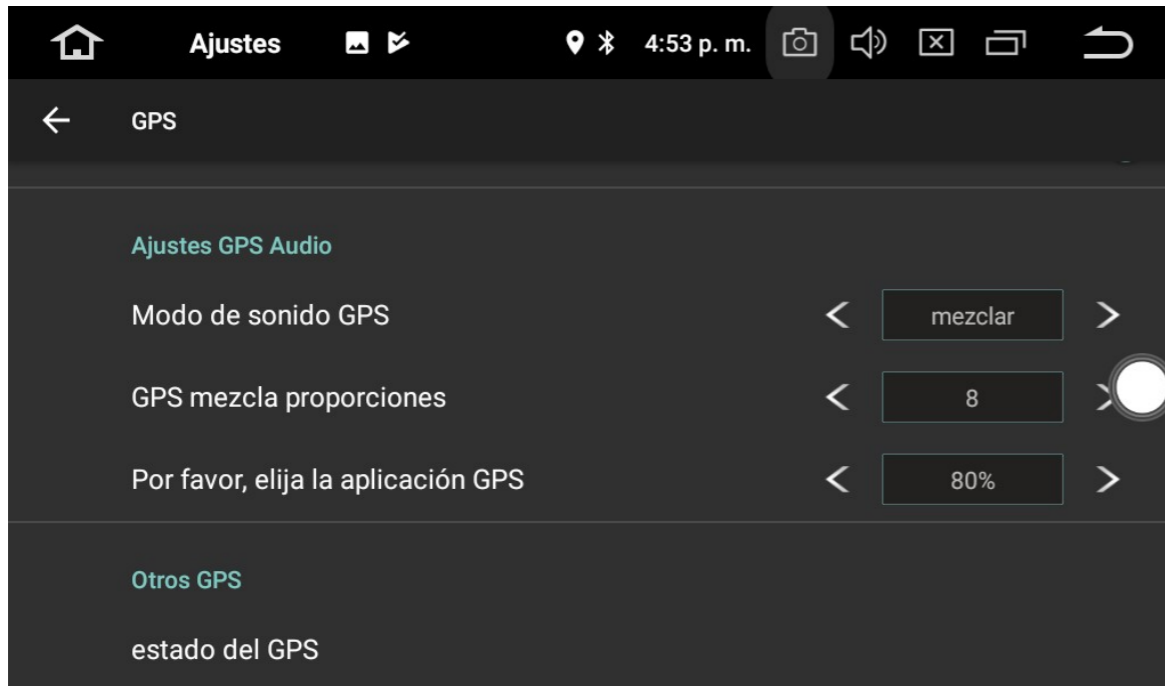 Ajustes
4:53 p. m.
GPS
Ajustes GPS Audio
Modo de sonido GPS
mezclar
GPS mezcla proporciones
8
Por favor, elija la aplicación GPS
80%
Otros GPS
estado del GPS